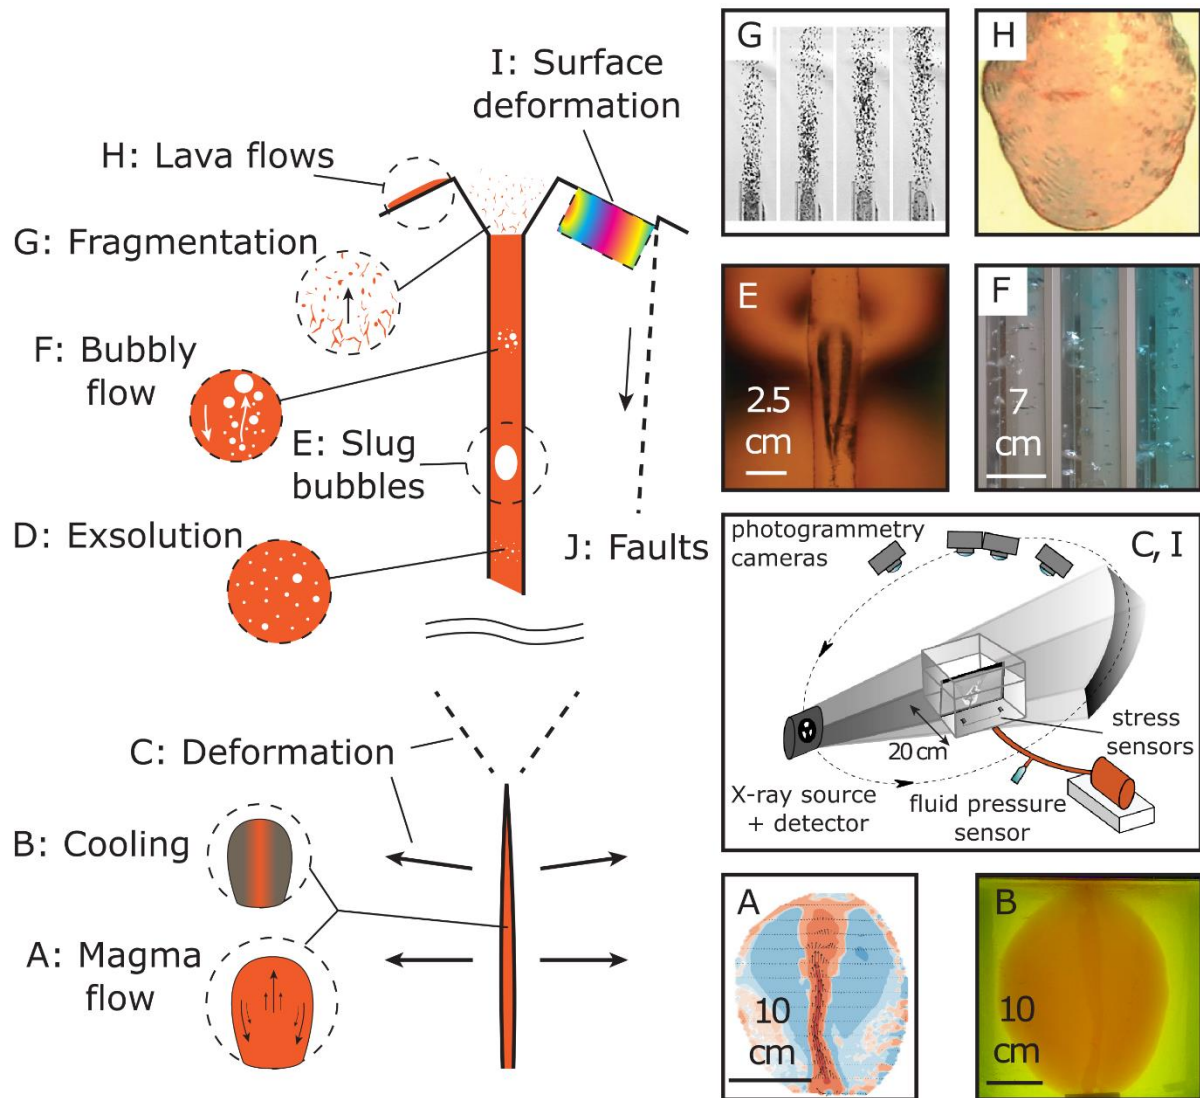 I: Surface
deformation
H: Lava flows
G: Fragmentation
F: Bubbly
flow
E: Slug
bubbles
D: Exsolution
J: Faults
C: Deformation
B: Cooling
A: Magma
flow
G
H
E
2.5
cm
F
7
cm
photogrammetry
cameras
C, I
20 cm
stress
sensors
X-ray source
+ detector
fluid pressure
sensor
A
10
cm
B
10
cm